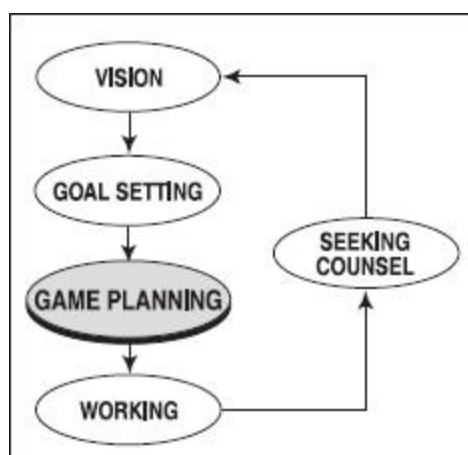 VISION
GOAL SETTING
GAME PLANNING
WORKING
SEEKING
COUNSEL